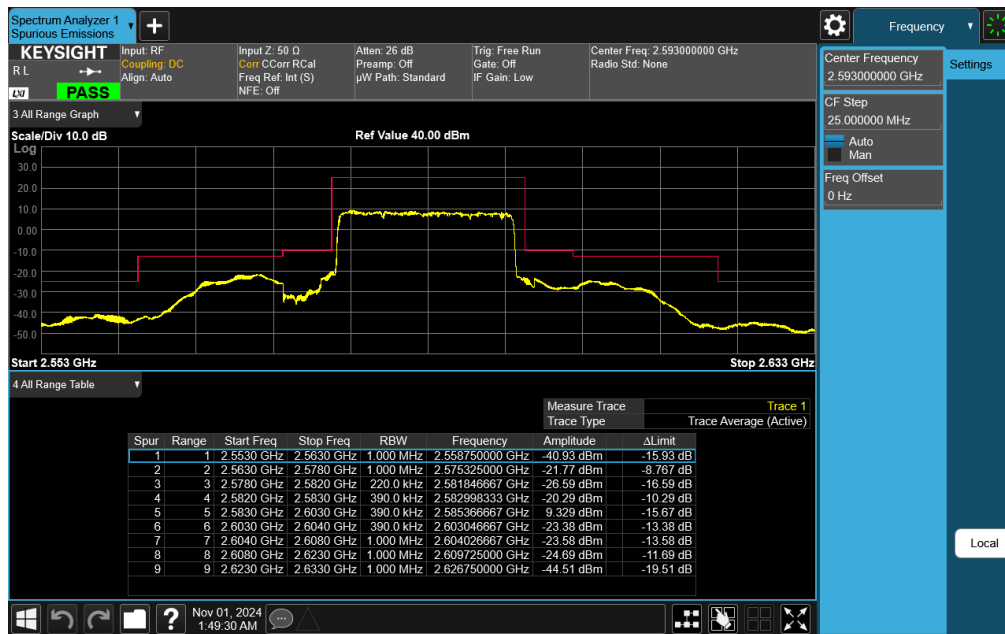 Spectrum Analyzer 1
Spurious Emissions
Frequency
KEYSIGHT
R L
LXI
PASS
Input: RF
Coupling: DC
Align: Auto
Input Z: 50 Ω
Corr CCorr RCal
Freq Ref: Int (S)
NFE: Off
Atten: 26 dB
Preamp: Off
µW Path: Standard
Trig: Free Run
Gate: Off
IF Gain: Low
Center Freq: 2.593000000 GHz
Radio Std: None
Center Frequency
2.593000000 GHz
CF Step
25.000000 MHz
Auto
Man
Freq Offset
0 Hz
Settings
Local
3 All Range Graph
Scale/Div 10.0 dB
Ref Value 40.00 dBm
Log
30.0
20.0
10.0
0.00
-10.0
-20.0
-30.0
-40.0
-50.0
Start 2.553 GHz
Stop 2.633 GHz
4 All Range Table
Measure Trace Trace 1
Trace Type Trace Average (Active)
Spur Range Start Freq Stop Freq RBW Frequency Amplitude ΔLimit
1 1 2.5530 GHz 2.5630 GHz 1.000 MHz 2.558750000 GHz -40.93 dBm -15.93 dB
2 2 2.5630 GHz 2.5780 GHz 1.000 MHz 2.575325000 GHz -21.77 dBm -8.767 dB
3 3 2.5780 GHz 2.5820 GHz 220.0 kHz 2.581846667 GHz -26.59 dBm -16.59 dB
4 4 2.5820 GHz 2.5830 GHz 390.0 kHz 2.582998333 GHz -20.29 dBm -10.29 dB
5 5 2.5830 GHz 2.6030 GHz 390.0 kHz 2.585366667 GHz 9.329 dBm -15.67 dB
6 6 2.6030 GHz 2.6040 GHz 390.0 kHz 2.603046667 GHz -23.38 dBm -13.38 dB
7 7 2.6040 GHz 2.6080 GHz 1.000 MHz 2.604026667 GHz -23.58 dBm -13.58 dB
8 8 2.6080 GHz 2.6230 GHz 1.000 MHz 2.609725000 GHz -24.69 dBm -11.69 dB
9 9 2.6230 GHz 2.6330 GHz 1.000 MHz 2.626750000 GHz -44.51 dBm -19.51 dB
Nov 01, 2024
1:49:30 AM